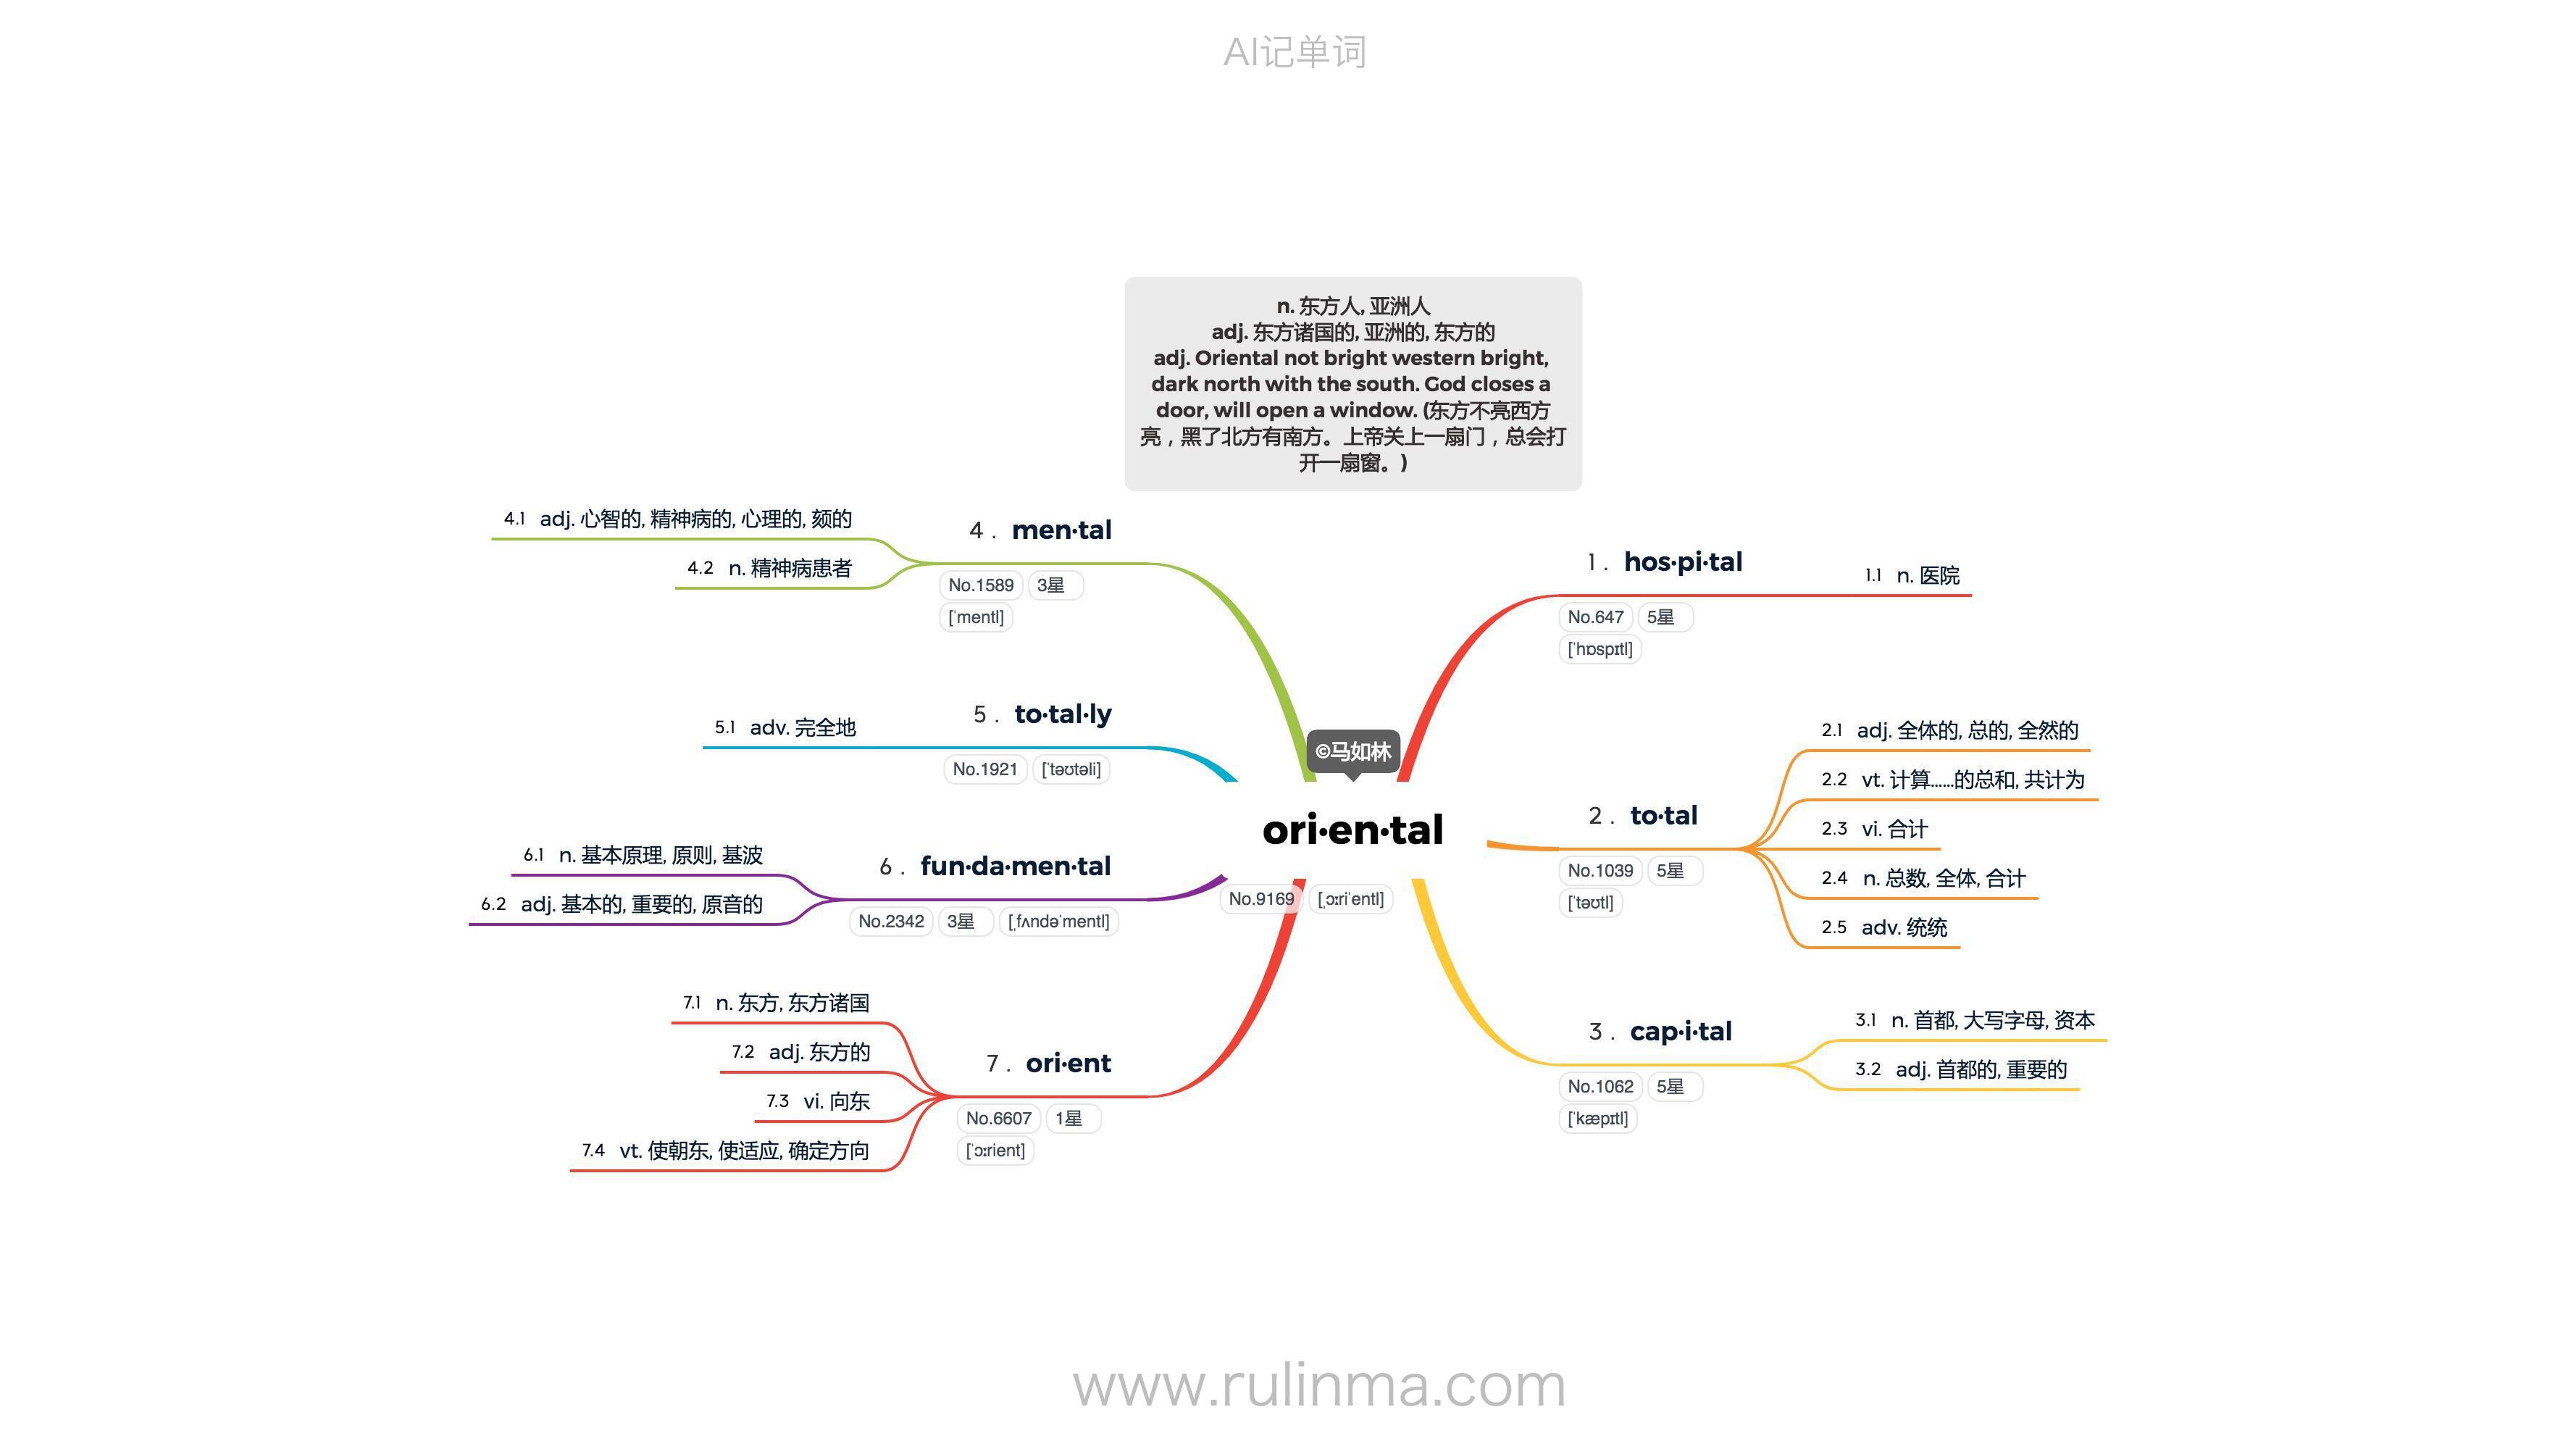 AI记单词
n. 东方人, 亚洲人
adj. 东方诸国的, 亚洲的, 东方的
adj. Oriental not bright western bright,
dark north with the south. God closes a
door, will open a window. (东方不亮西方
亮，黑了北方有南方。上帝关上一扇门，总会打
开一扇窗。)
©马如林
ori·en·tal
No.9169 [ˌɔːriˈentl]
1 . hos·pi·tal
No.647 5星
[ˈhɒspɪtl]
1.1 n. 医院
2 . to·tal
No.1039 5星
[ˈtəʊtl]
2.1 adj. 全体的, 总的, 全然的
2.2 vt. 计算……的总和, 共计为
2.3 vi. 合计
2.4 n. 总数, 全体, 合计
2.5 adv. 统统
3 . cap·i·tal
No.1062 5星
[ˈkæpɪtl]
3.1 n. 首都, 大写字母, 资本
3.2 adj. 首都的, 重要的
4 . men·tal
No.1589 3星
[ˈmentl]
4.1 adj. 心智的, 精神病的, 心理的, 颏的
4.2 n. 精神病患者
5 . to·tal·ly
No.1921 [ˈtəʊtəli]
5.1 adv. 完全地
6 . fun·da·men·tal
No.2342 3星 [ˌfʌndəˈmentl]
6.1 n. 基本原理, 原则, 基波
6.2 adj. 基本的, 重要的, 原音的
7 . ori·ent
No.6607 1星
[ˈɔːrient]
7.1 n. 东方, 东方诸国
7.2 adj. 东方的
7.3 vi. 向东
7.4 vt. 使朝东, 使适应, 确定方向
www.rulinma.com